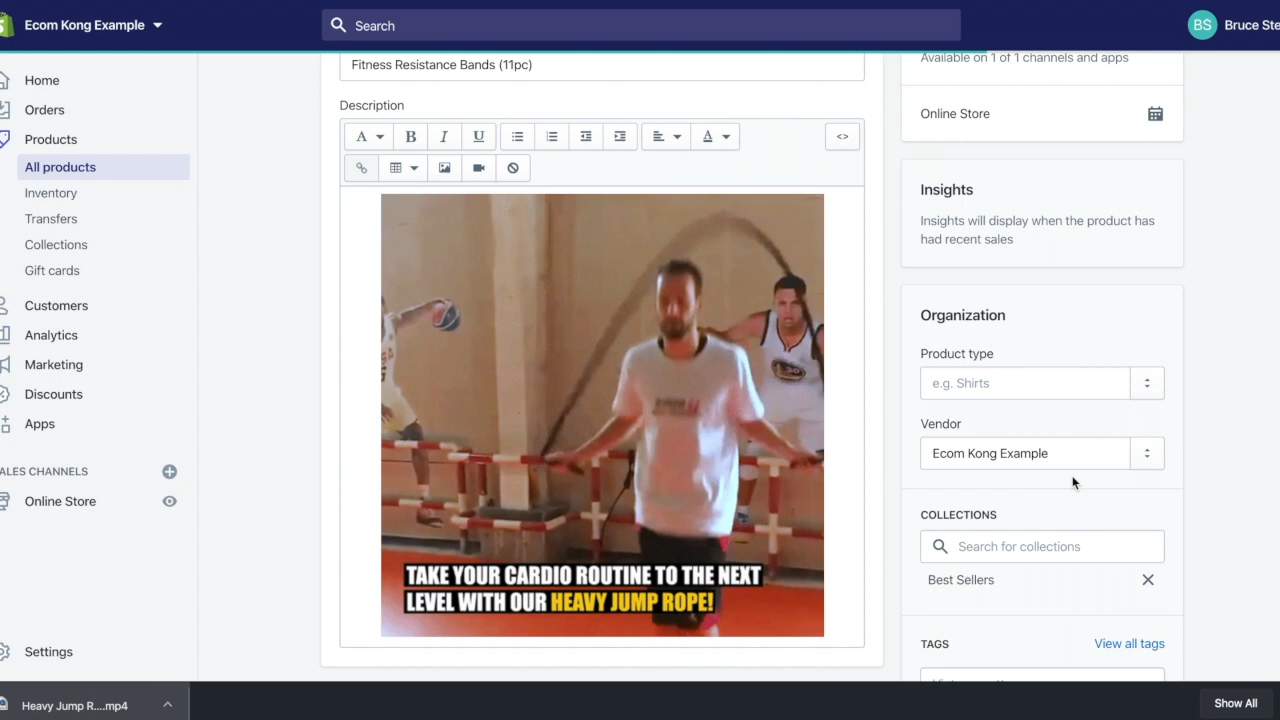 Ecom Kong Example
Search
BS
Bruce Ste
Home
Orders
Products
All products
Inventory
Transfers
Collections
Gift cards
Customers
Analytics
Marketing
Discounts
Apps
ALES CHANNELS
Online Store
Settings
Fitness Resistance Bands (11pc)
Description
A B I U A <>
30
TAKE YOUR CARDIO ROUTINE TO THE NEXT
LEVEL WITH OUR HEAVY JUMP ROPE!
Available on 1 of 1 channels and apps
Online Store
Insights
Insights will display when the product has
had recent sales
Organization
Product type
e.g. Shirts
Vendor
Ecom Kong Example
COLLECTIONS
Search for collections
Best Sellers
TAGS
View all tags
Heavy Jump R....mp4
Show All